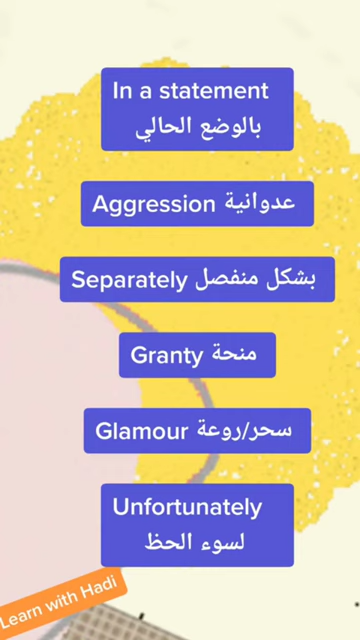 In a statement
بالوضع الحالي
Aggression عدوانية
Separately بشكل منفصل
Granty منحة
Glamour سحر/روعة
Unfortunately
لسوء الحظ
Learn with Hadi